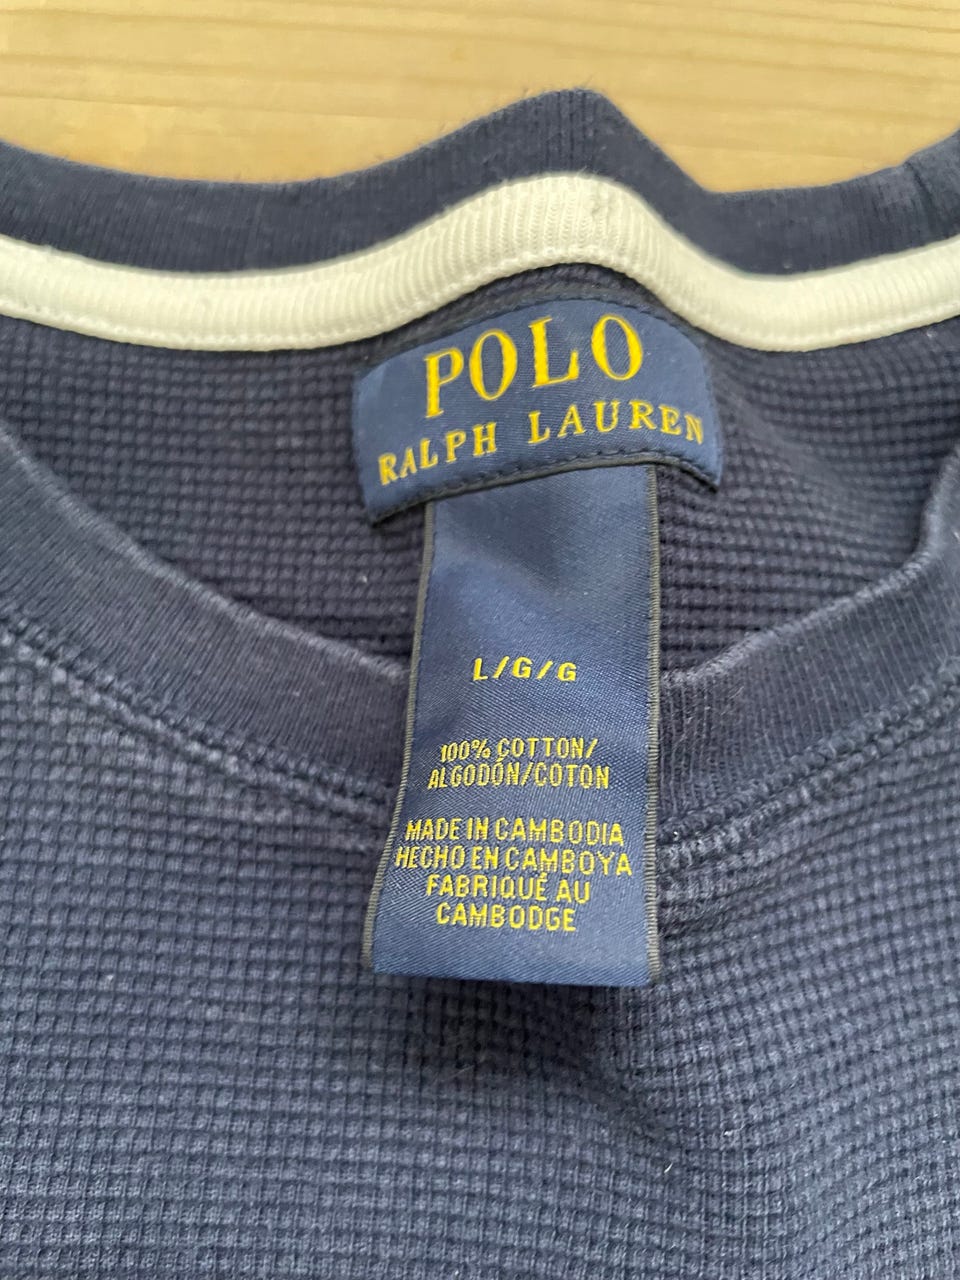 POLO
RALPH LAUREN
L/G/G
100% COTTON/
ALGODÓN/COTON
MADE IN CAMBODIA
HECHO EN CAMBOYA
FABRIQUÉ AU
CAMBODGE